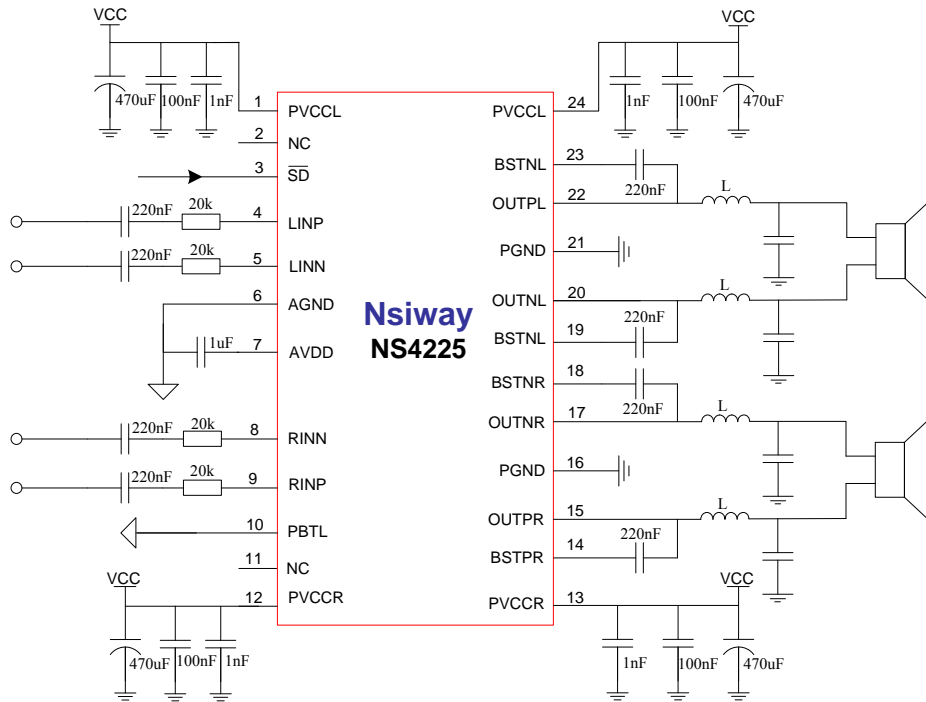 VCC
470uF
100nF
1nF
1
PVCCL
2
NC
3
SD
220nF
20k
4
LINP
220nF
20k
5
LINN
6
AGND
1uF
7
AVDD
220nF
20k
8
RINN
220nF
20k
9
RINP
10
PBTL
11
NC
12
PVCCR
VCC
470uF
100nF
1nF
Nsiway
NS4225
VCC
1nF
100nF
470uF
24
PVCCL
23
BSTNL
220nF
22
OUTPL
L
21
PGND
20
OUTNL
L
220nF
19
BSTNL
18
BSTNR
220nF
17
OUTNR
L
16
PGND
15
OUTPR
L
220nF
14
BSTPR
13
PVCCR
VCC
1nF
100nF
470uF